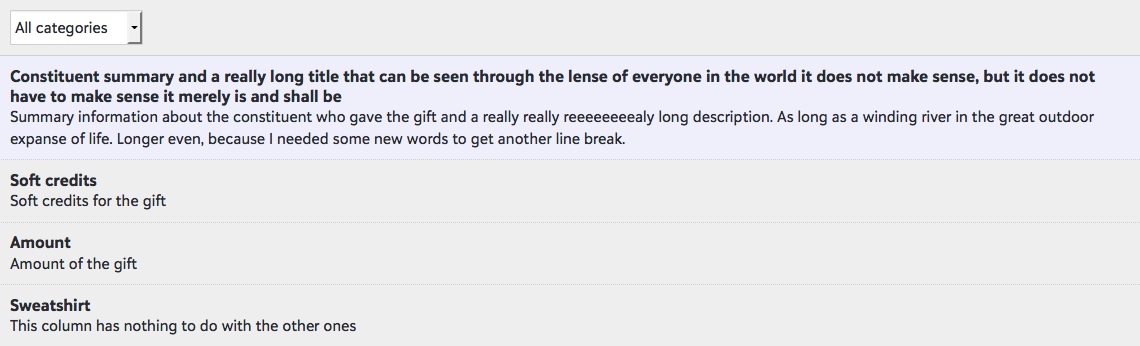 All categories
Constituent summary and a really long title that can be seen through the lense of everyone in the world it does not make sense, but it does not
have to make sense it merely is and shall be
Summary information about the constituent who gave the gift and a really really reeeeeeeealy long description. As long as a winding river in the great outdoor
expanse of life. Longer even, because I needed some new words to get another line break.
Soft credits
Soft credits for the gift
Amount
Amount of the gift
Sweatshirt
This column has nothing to do with the other ones